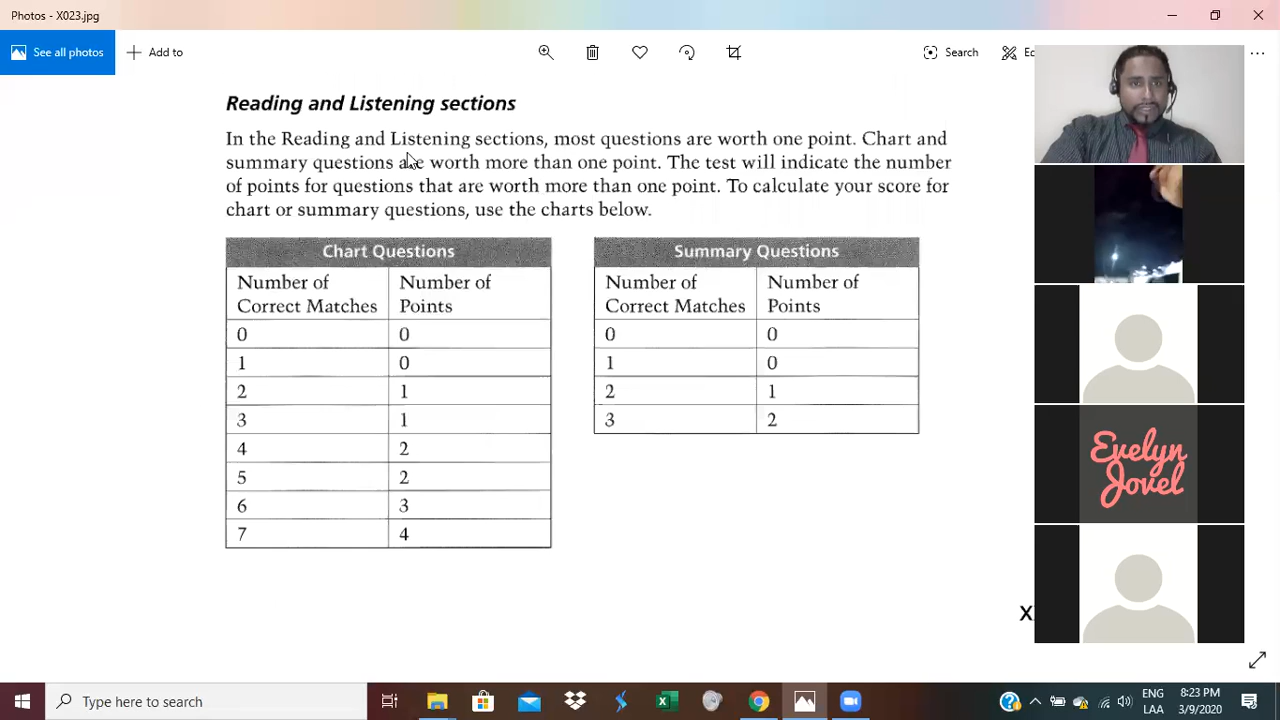 Photos - X023.jpg
See all photos
Add to
Search
Reading and Listening sections
In the Reading and Listening sections, most questions are worth one point. Chart and
summary questions are worth more than one point. The test will indicate the number
of points for questions that are worth more than one point. To calculate your score for
chart or summary questions, use the charts below.
Chart Questions
Number of Correct Matches
Number of Points
0 0
1 0
2 1
3 1
4 2
5 2
6 3
7 4
Summary Questions
Number of Correct Matches
Number of Points
0 0
1 0
2 1
3 2
Evelyn
Jovel
X
Type here to search
ENG
LAA
8:23 PM
3/9/2020